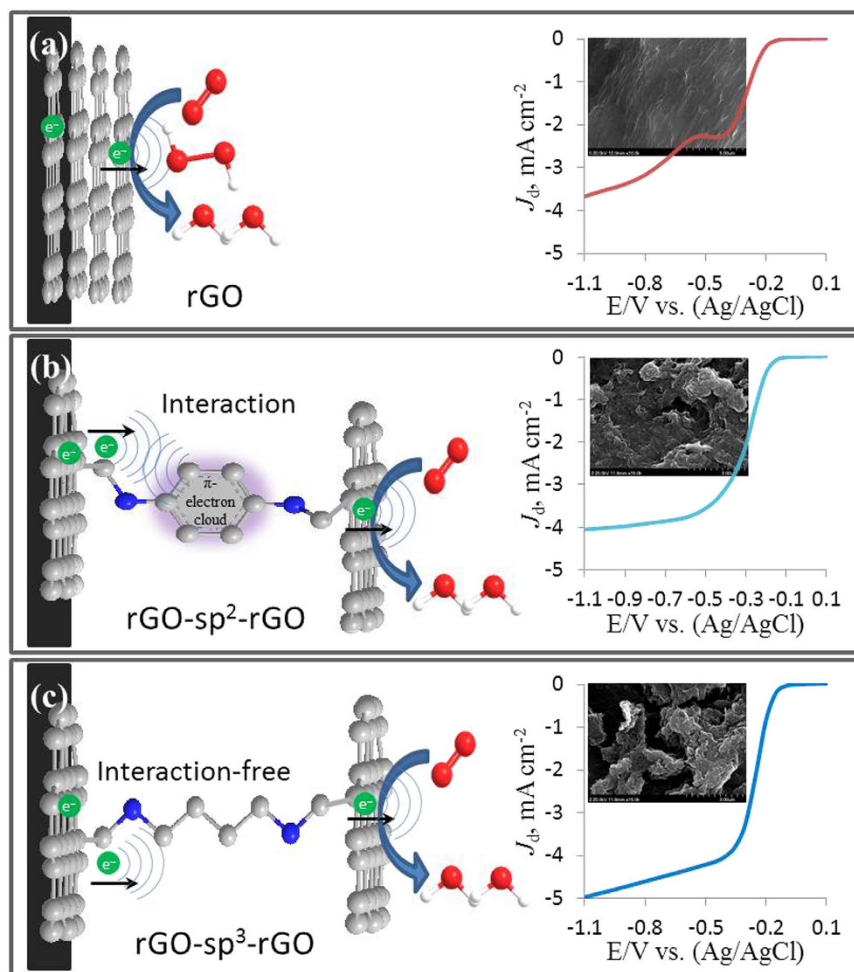 (a)
e⁻
e⁻
rGO
0
-1
-2
-3
-4
-5
J_d, mA cm⁻²
-1.1 -0.8 -0.5 -0.2 0.1
E/V vs. (Ag/AgCl)
(b)
Interaction
e⁻
e⁻
π-
electron
cloud
e⁻
rGO-sp²-rGO
0
-1
-2
-3
-4
-5
J_d, mA cm⁻²
-1.1 -0.9 -0.7 -0.5 -0.3 -0.1 0.1
E/V vs. (Ag/AgCl)
(c)
Interaction-free
e⁻
e⁻
e⁻
rGO-sp³-rGO
0
-1
-2
-3
-4
-5
J_d, mA cm⁻²
-1.1 -0.8 -0.5 -0.2 0.1
E/V vs. (Ag/AgCl)